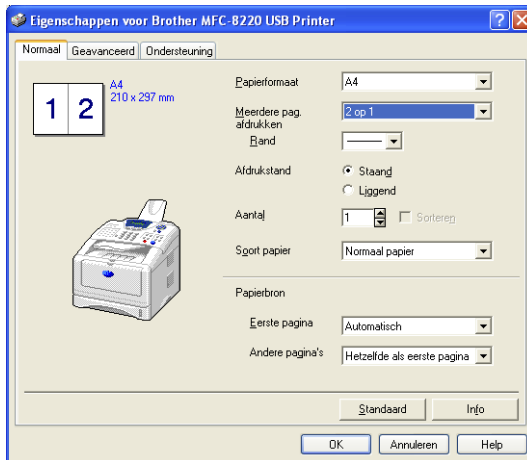 Eigenschappen voor Brother MFC-8220 USB Printer
Normaal Geavanceerd Ondersteuning
1 2
A4
210 x 297 mm
Papierformaat A4
Meerdere pag. afdrukken 2 op 1
Rand
Afdrukstand Staand
Liggend
Aantal 1 Sorteren
Soort papier Normaal papier
Papierbron
Eerste pagina Automatisch
Andere pagina's Hetzelfde als eerste pagina
Standaard Info
OK Annuleren Help